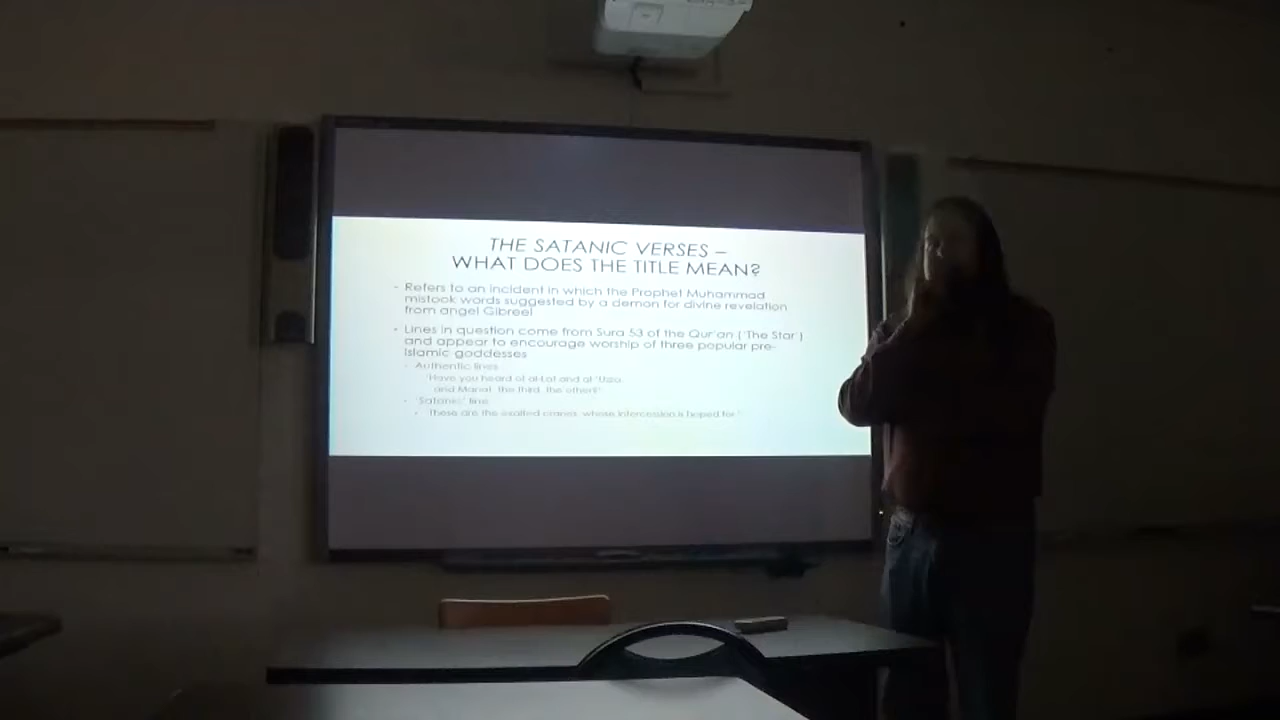 THE SATANIC VERSES –
WHAT DOES THE TITLE MEAN?
- Refers to an incident in which the Prophet Muhammad
mistook words suggested by a demon for divine revelation
from angel Gibreel
- Lines in question come from Sura 53 of the Qur'an ('The Star')
and appear to encourage worship of three popular pre-
Islamic goddesses
- Authentic lines
'Have you heard of al-Lat and al-'Uzza,
and Manat, the third, the other?'
- 'Satanic' line
- 'These are the exalted cranes, whose intercession is hoped for.'